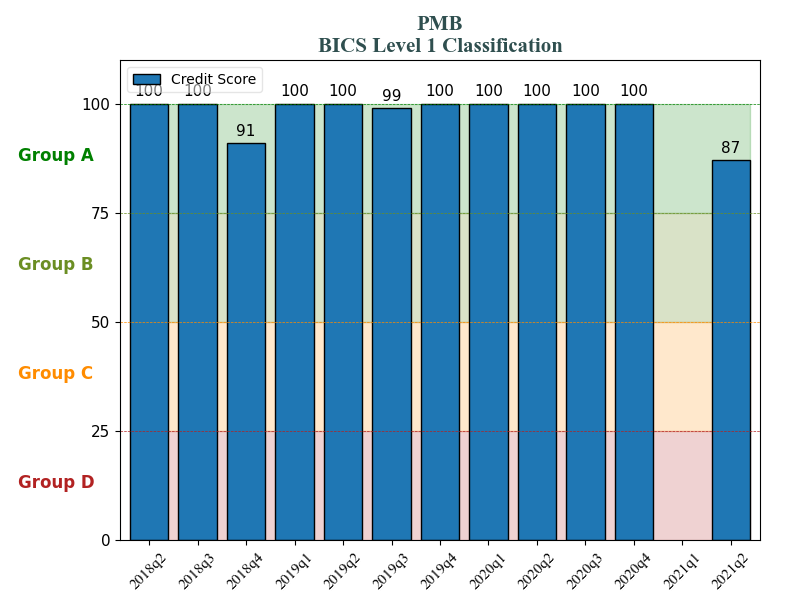 PMB
BICS Level 1 Classification
Credit Score
100 100 91 100 100 99 100 100 100 100 100 87
100
Group A
75
Group B
50
Group C
25
Group D
0
2018q2 2018q3 2018q4 2019q1 2019q2 2019q3 2019q4 2020q1 2020q2 2020q3 2020q4 2021q1 2021q2